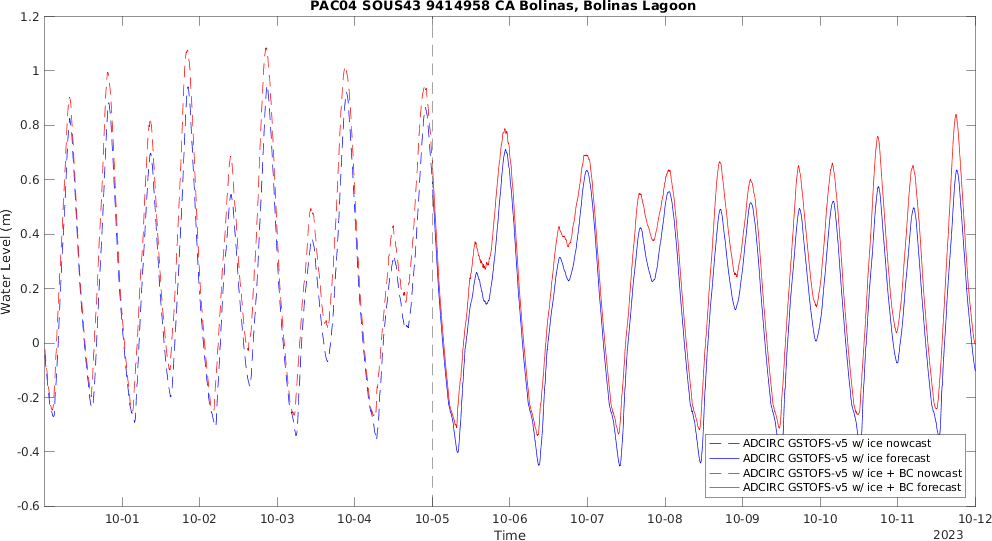 PAC04 SOUS43 9414958 CA Bolinas, Bolinas Lagoon
1.2
1
0.8
0.6
0.4
0.2
0
-0.2
-0.4
-0.6
Water Level (m)
ADCIRC GSTOFS-v5 w/ ice nowcast
ADCIRC GSTOFS-v5 w/ ice forecast
ADCIRC GSTOFS-v5 w/ ice + BC nowcast
ADCIRC GSTOFS-v5 w/ ice + BC forecast
10-01 10-02 10-03 10-04 10-05 10-06 10-07 10-08 10-09 10-10 10-11 10-12
Time
2023